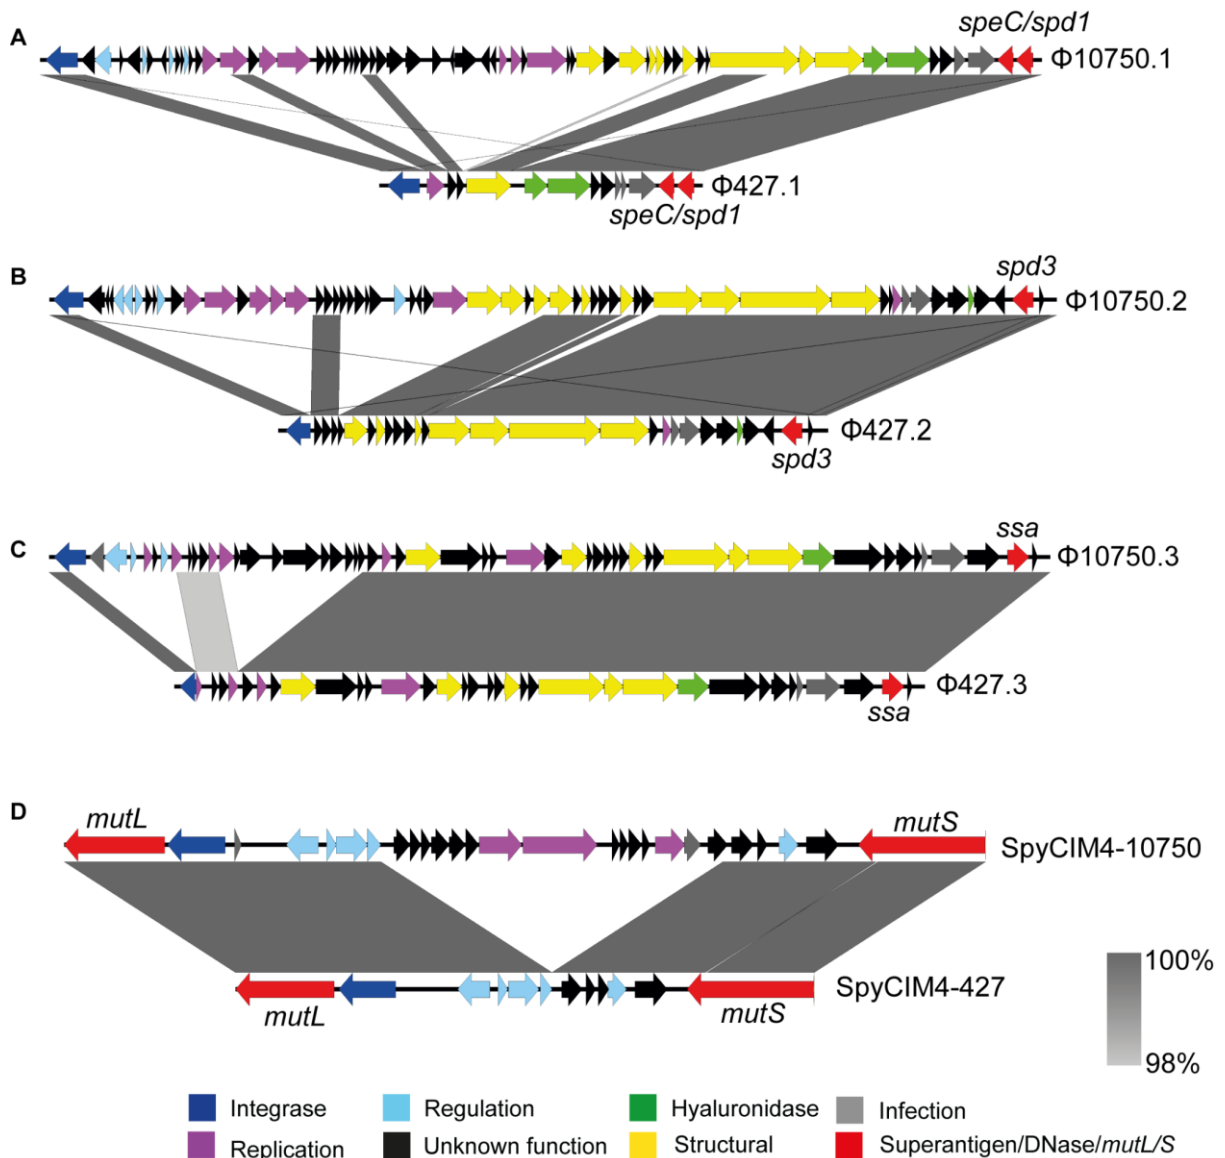 A
speC/spd1
Φ10750.1
Φ427.1
speC/spd1
B
spd3
Φ10750.2
Φ427.2
spd3
C
ssa
Φ10750.3
Φ427.3
ssa
D
mutL
mutS
SpyCIM4-10750
SpyCIM4-427
mutL
mutS
100%
98%
Integrase
Regulation
Hyaluronidase
Infection
Replication
Unknown function
Structural
Superantigen/DNase/mutL/S